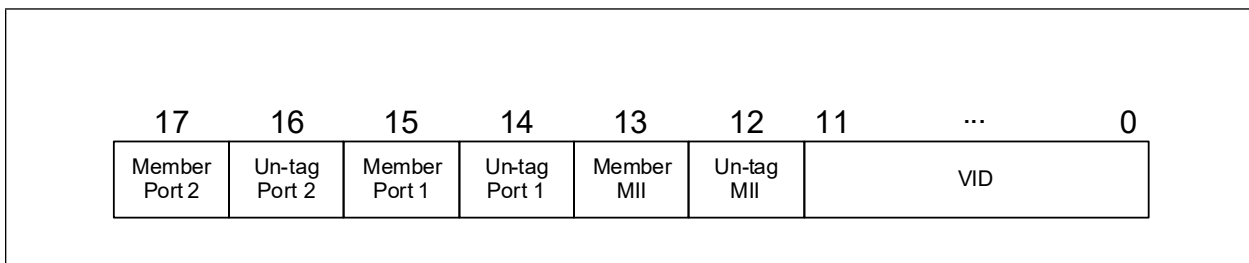 17 16 15 14 13 12 11 ... 0
Member Un-tag Member Un-tag Member Un-tag VID
Port 2 Port 2 Port 1 Port 1 MII MII